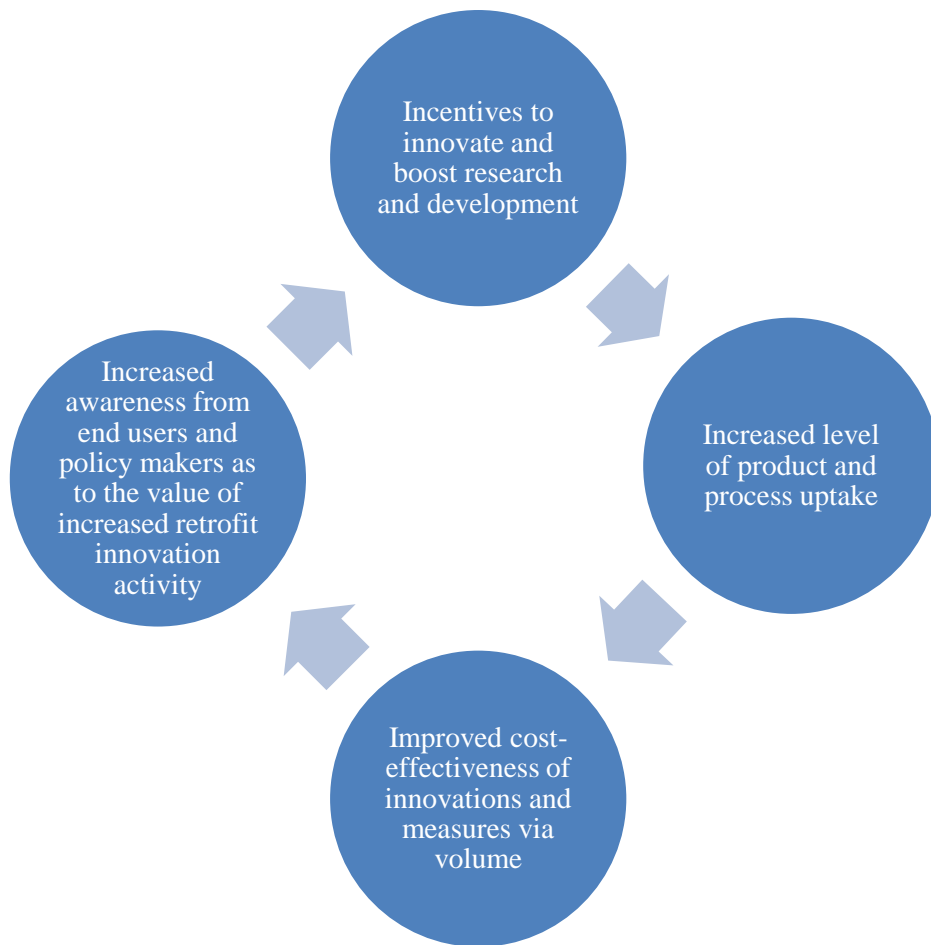 Incentives to
innovate and
boost research
and development
Increased level
of product and
process uptake
Improved cost-
effectiveness of
innovations and
measures via
volume
Increased
awareness from
end users and
policy makers as
to the value of
increased retrofit
innovation
activity